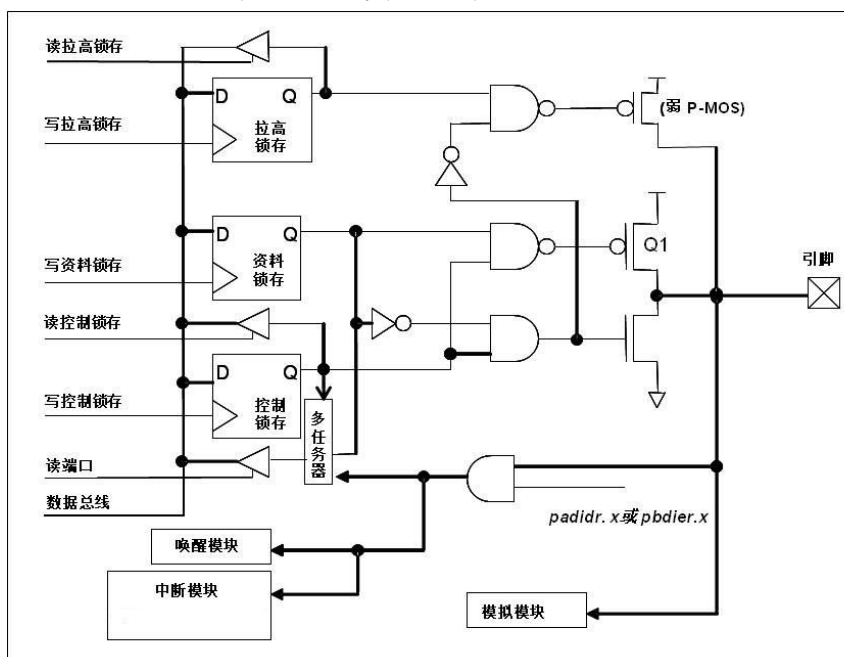 读拉高锁存
D Q
(弱 P-MOS)
写拉高锁存
拉高
锁存
D Q
Q1
引脚
写资料锁存
资料
锁存
读控制锁存
D Q
写控制锁存
控制
锁存
多任务器
读端口
数据总线
padidr.x或pbdier.x
唤醒模块
中断模块
模拟模块